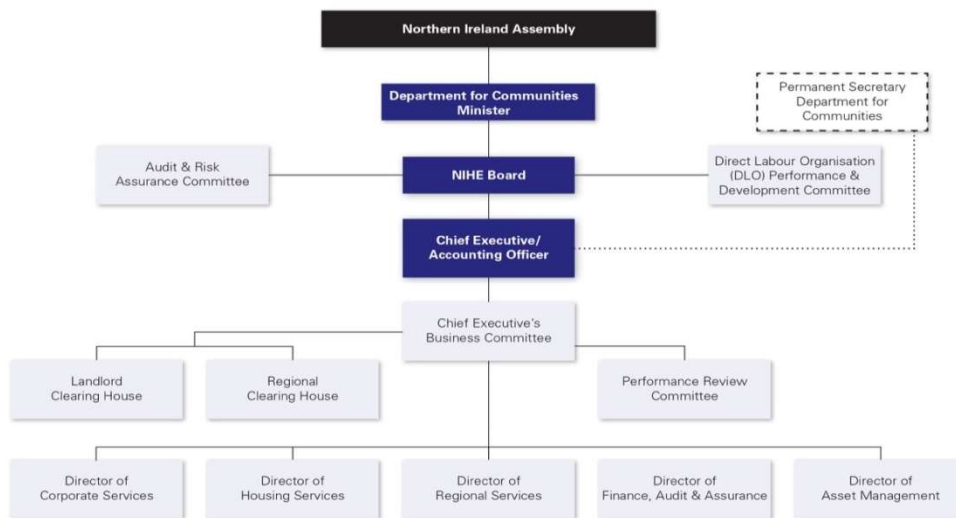 Northern Ireland Assembly
Department for Communities
Minister
Permanent Secretary
Department for
Communities
Audit & Risk
Assurance Committee
NIHE Board
Direct Labour Organisation
(DLO) Performance &
Development Committee
Chief Executive/
Accounting Officer
Chief Executive's
Business Committee
Landlord
Clearing House
Regional
Clearing House
Performance Review
Committee
Director of
Corporate Services
Director of
Housing Services
Director of
Regional Services
Director of
Finance, Audit & Assurance
Director of
Asset Management